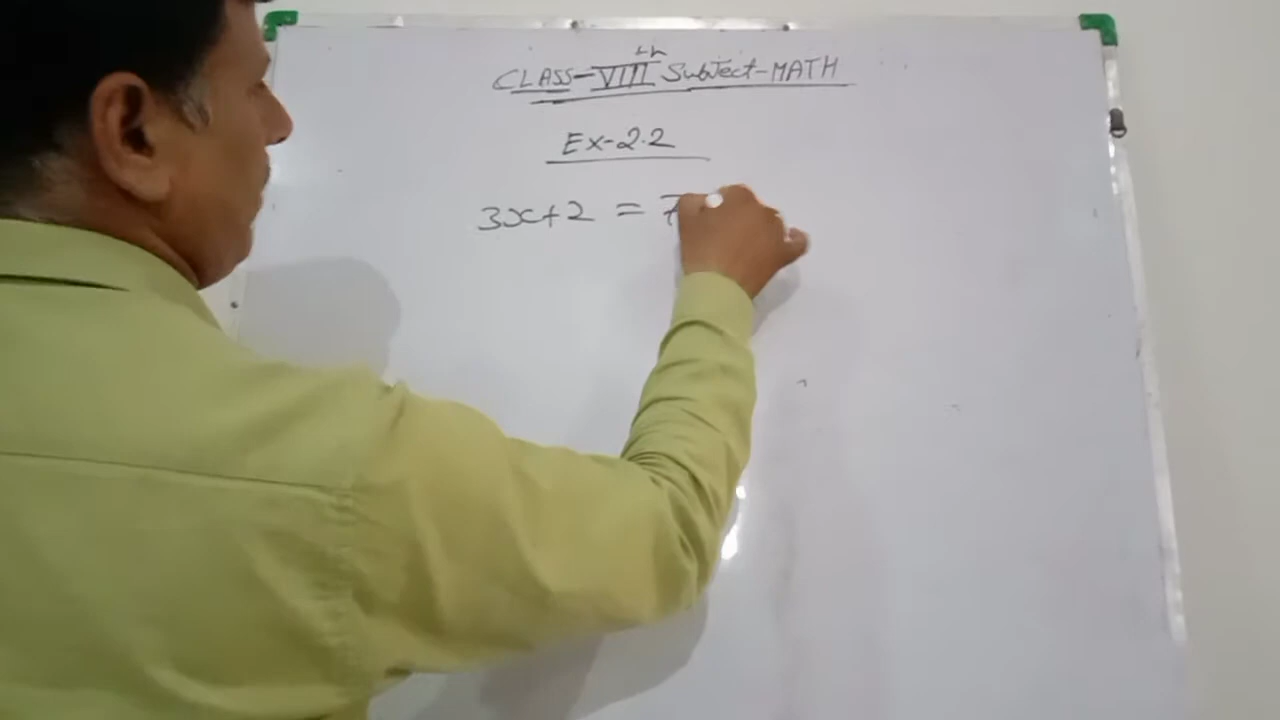 CLASS-VIIIth Subject-MATH
Ex-2.2
3x+2 = 7